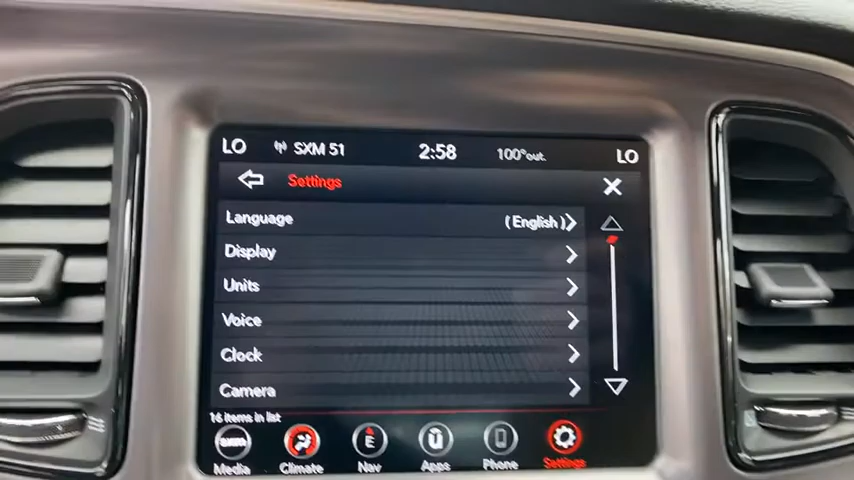 LO SXM 51 2:58 100°out. LO
Settings
Language (English)
Display
Units
Voice
Clock
Camera
16 items in list
SXM E
Media Climate Nav Apps Phone Settings